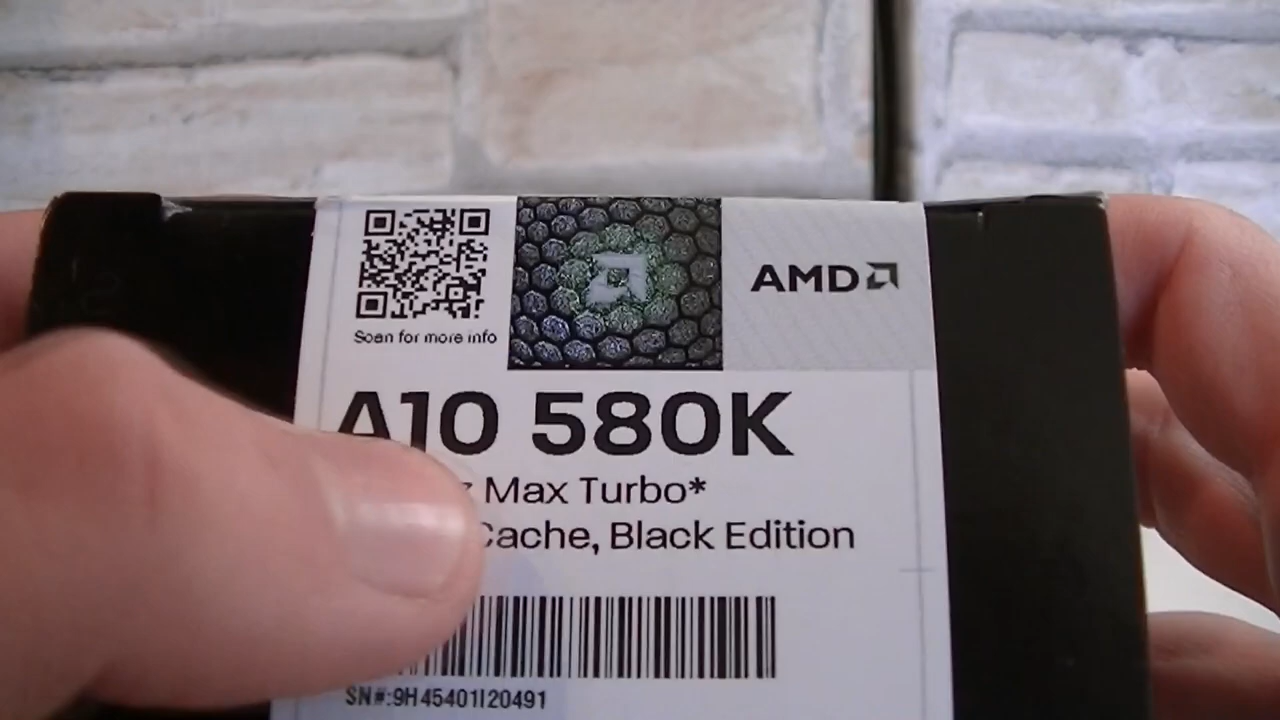 Scan for more info
AMD
A10 580K
Max Turbo*
Cache, Black Edition
SN#:9H45401I20491